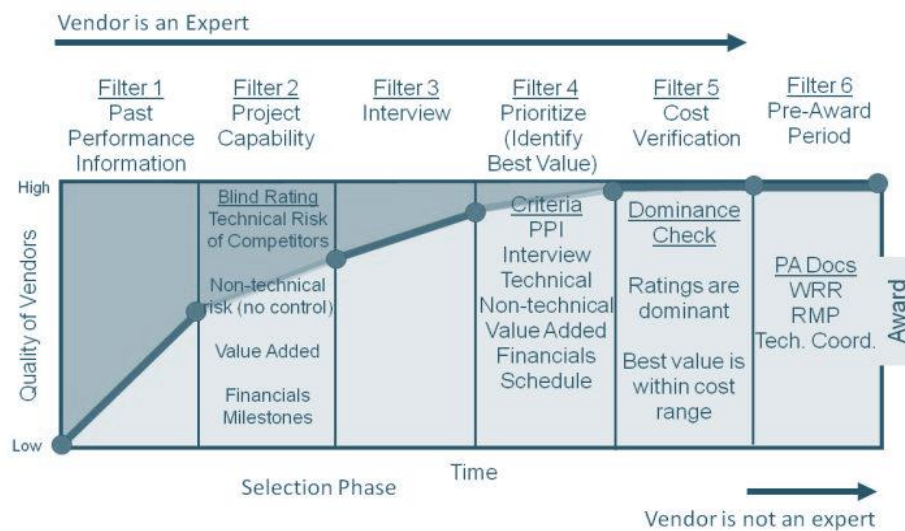 Vendor is an Expert
Filter 1
Past
Performance
Information
Filter 2
Project
Capability
Filter 3
Interview
Filter 4
Prioritize
(Identify
Best Value)
Filter 5
Cost
Verification
Filter 6
Pre-Award
Period
High
Quality of Vendors
Low
Blind Rating
Technical Risk
of Competitors
Non-technical
risk (no control)
Value Added
Financials
Milestones
Criteria
PPI
Interview
Technical
Non-technical
Value Added
Financials
Schedule
Dominance
Check
Ratings are
dominant
Best value is
within cost
range
PA Docs
WRR
RMP
Tech. Coord.
Award
Time
Selection Phase
Vendor is not an expert